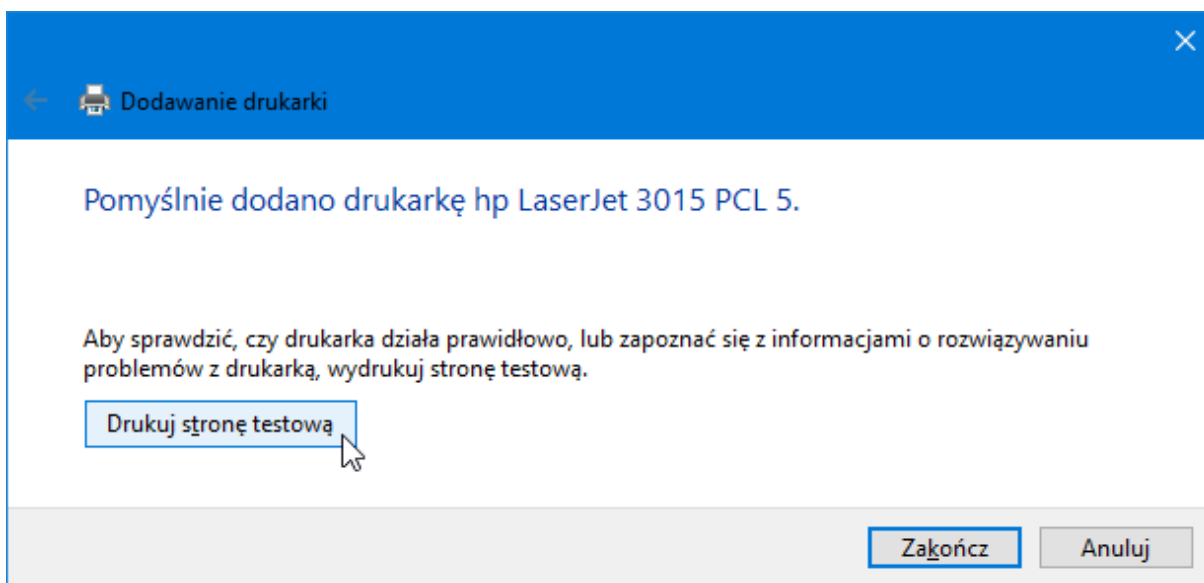 Dodawanie drukarki
Pomyślnie dodano drukarkę hp LaserJet 3015 PCL 5.
Aby sprawdzić, czy drukarka działa prawidłowo, lub zapoznać się z informacjami o rozwiązywaniu
problemów z drukarką, wydrukuj stronę testową.
Drukuj stronę testową
Zakończ Anuluj